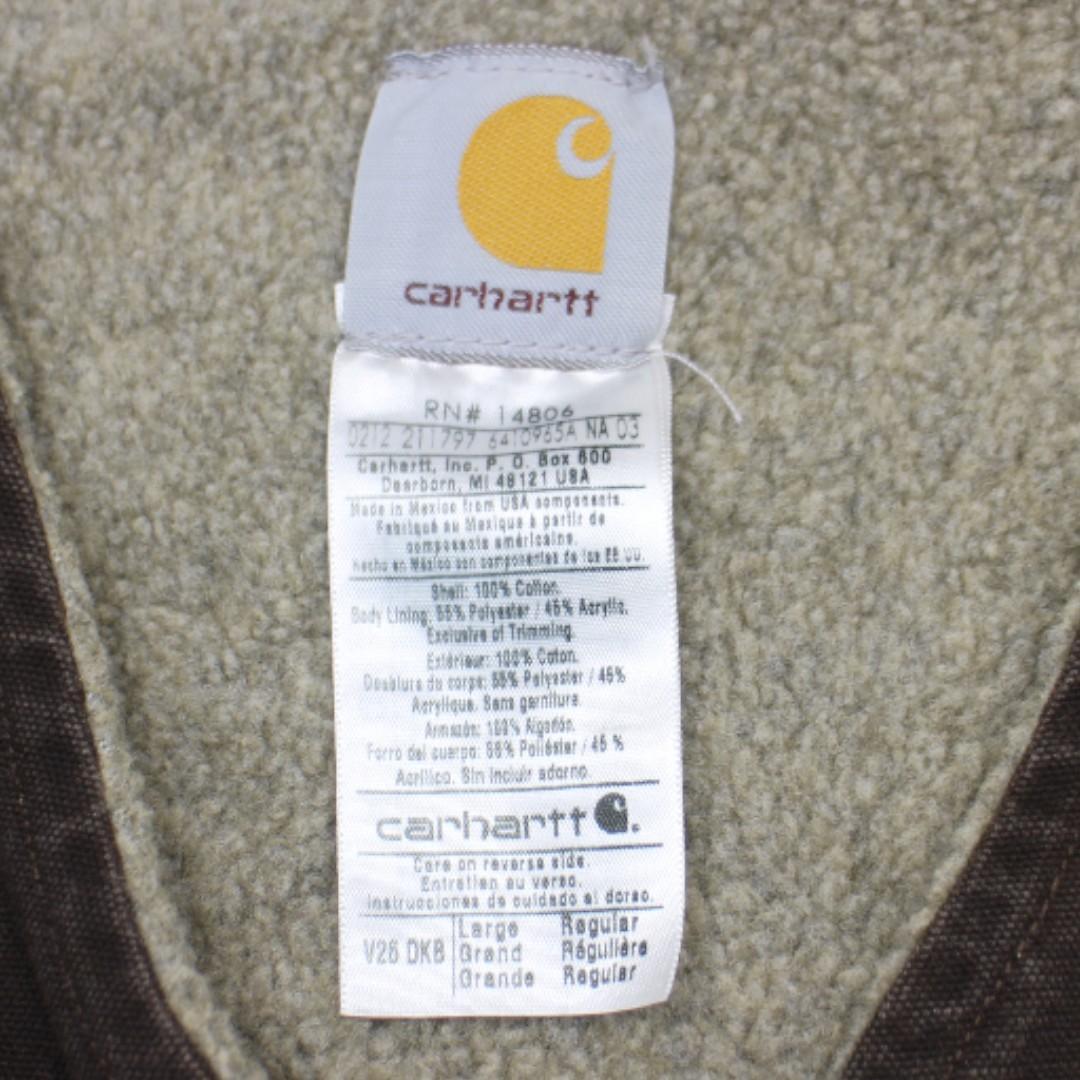 carhartt
RN# 14806
0212 211797 6410965A NA 03
Carhartt, Inc. P. O. Box 600
Dearborn, MI 48121 USA
Made in Mexico from USA components.
Fabriqué au Mexique à partir de
composants américains.
Hecho en México con componentes de los EE.UU.
Shell: 100% Cotton.
Body Lining: 55% Polyester / 45% Acrylic.
Exclusive of Trimming.
Extérieur: 100% Coton.
Doublure du corps: 55% Polyester / 45%
Acrylique. Sans garniture.
Armazón: 100% Algodón.
Forro del cuerpo: 55% Poliéster / 45 %
Acrílico. Sin incluir adorno.
carhartt
Care on reverse side.
Entretien au verso.
Instrucciones de cuidado al dorso.
V26 DKB
Large Regular
Grand Régulière
Grande Regular